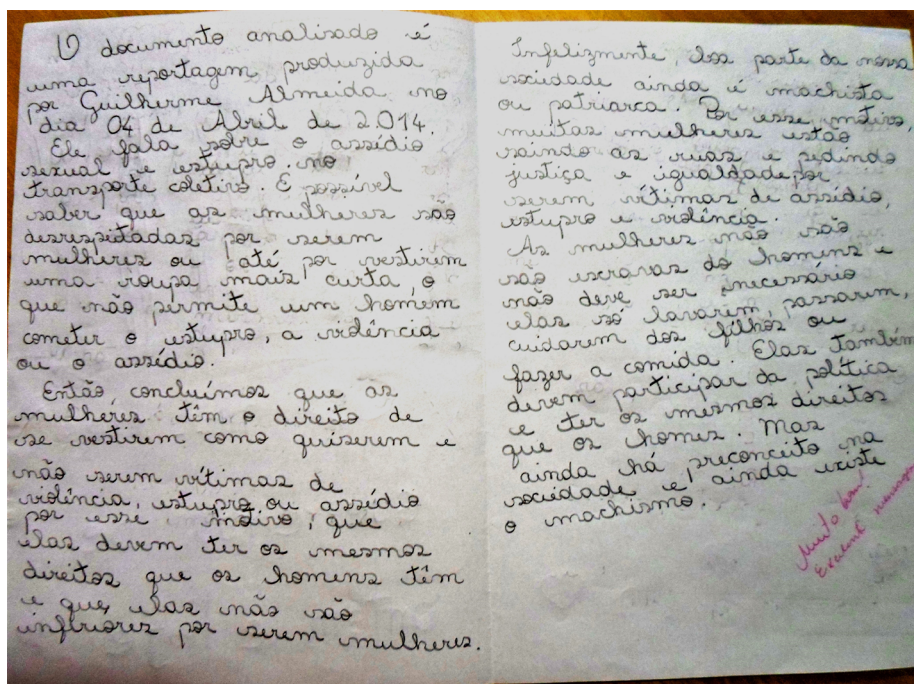 O documento analisado é
uma reportagem produzida
por Guilherme Almeida no
dia 04 de Abril de 2.014.
Ele fala sobre o assédio
sexual e estupro no
transporte coletivo. É possível
saber que as mulheres são
desrespeitadas por serem
mulheres ou até por vestirem
uma roupa mais curta, o
que não permite um homem
cometer o estupro, a violência
ou o assédio.
Então concluímos que as
mulheres têm o direito de
se vestirem como quiserem e
não serem vítimas de
violência, estupro ou assédio
por esse motivo, que
elas devem ter os mesmos
direitos que os homens têm
e que elas não são
inferiores por serem mulheres.
Infelizmente, boa parte da nossa
sociedade ainda é machista
ou patriarca. Por esse motivo,
muitas mulheres estão
saindo as ruas e pedindo
justiça e igualdade por
serem vítimas de assédio,
estupro e violência.
As mulheres não são
são escravas do homens e
não deve ser necessário
elas só lavarem, passarem,
cuidarem dos filhos ou
fazer a comida. Elas também
devem participar da política
e ter os mesmos direitos
que os homes. Mas
ainda há preconceito na
sociedade e ainda existe
o machismo.
Muito bom!